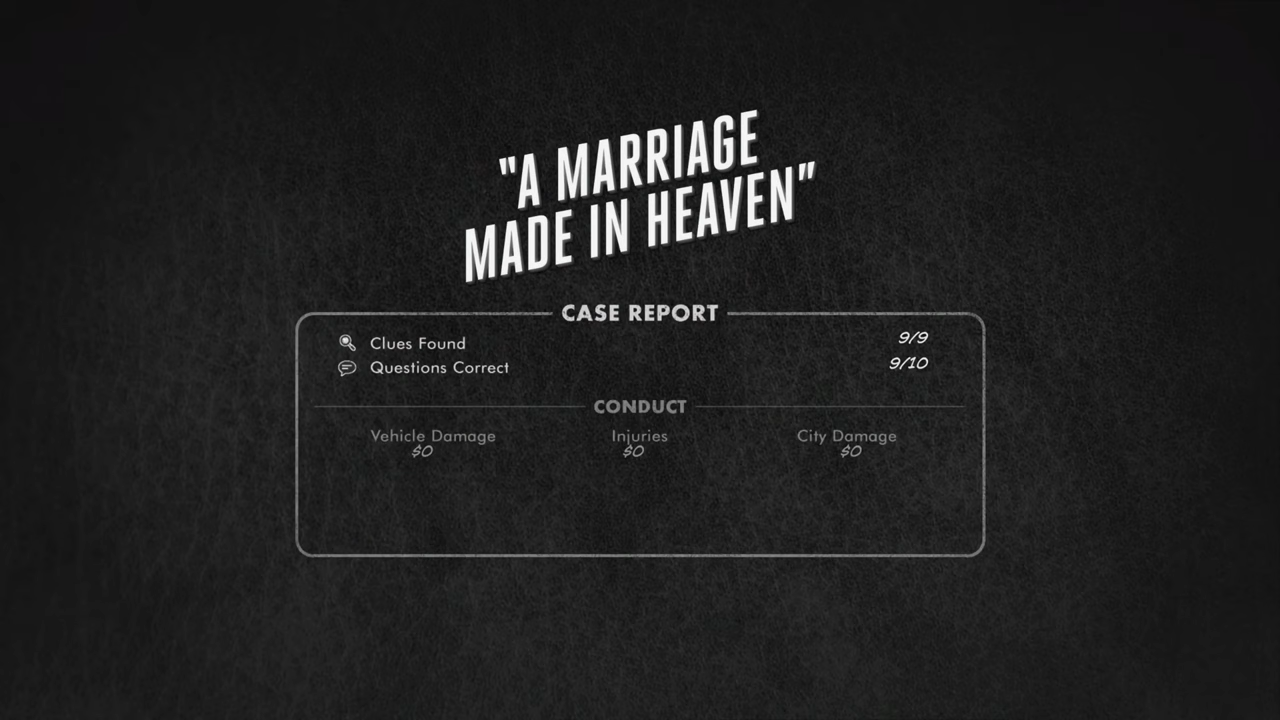 "A MARRIAGE
MADE IN HEAVEN"
CASE REPORT
Clues Found 9/9
Questions Correct 9/10
CONDUCT
Vehicle Damage Injuries City Damage
$0 $0 $0